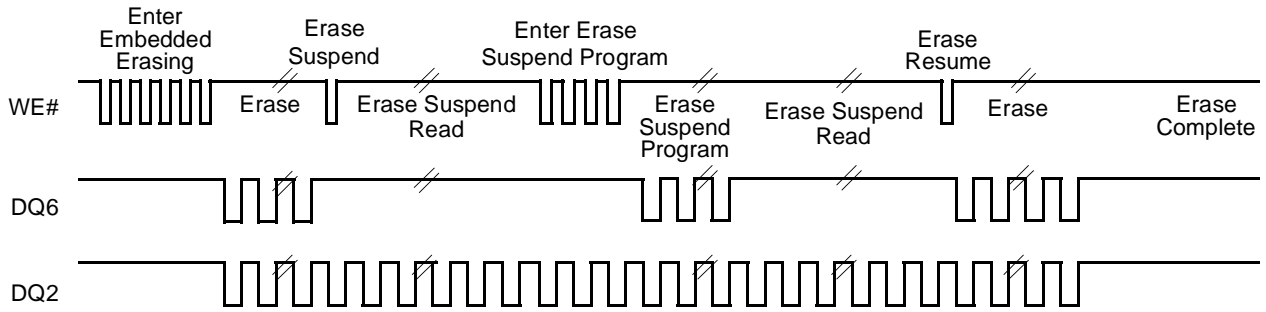 Enter
Embedded
Erasing
Erase
Suspend
Enter Erase
Suspend Program
Erase
Resume
WE#
Erase
Erase Suspend
Read
Erase
Suspend
Program
Erase Suspend
Read
Erase
Erase
Complete
DQ6
DQ2